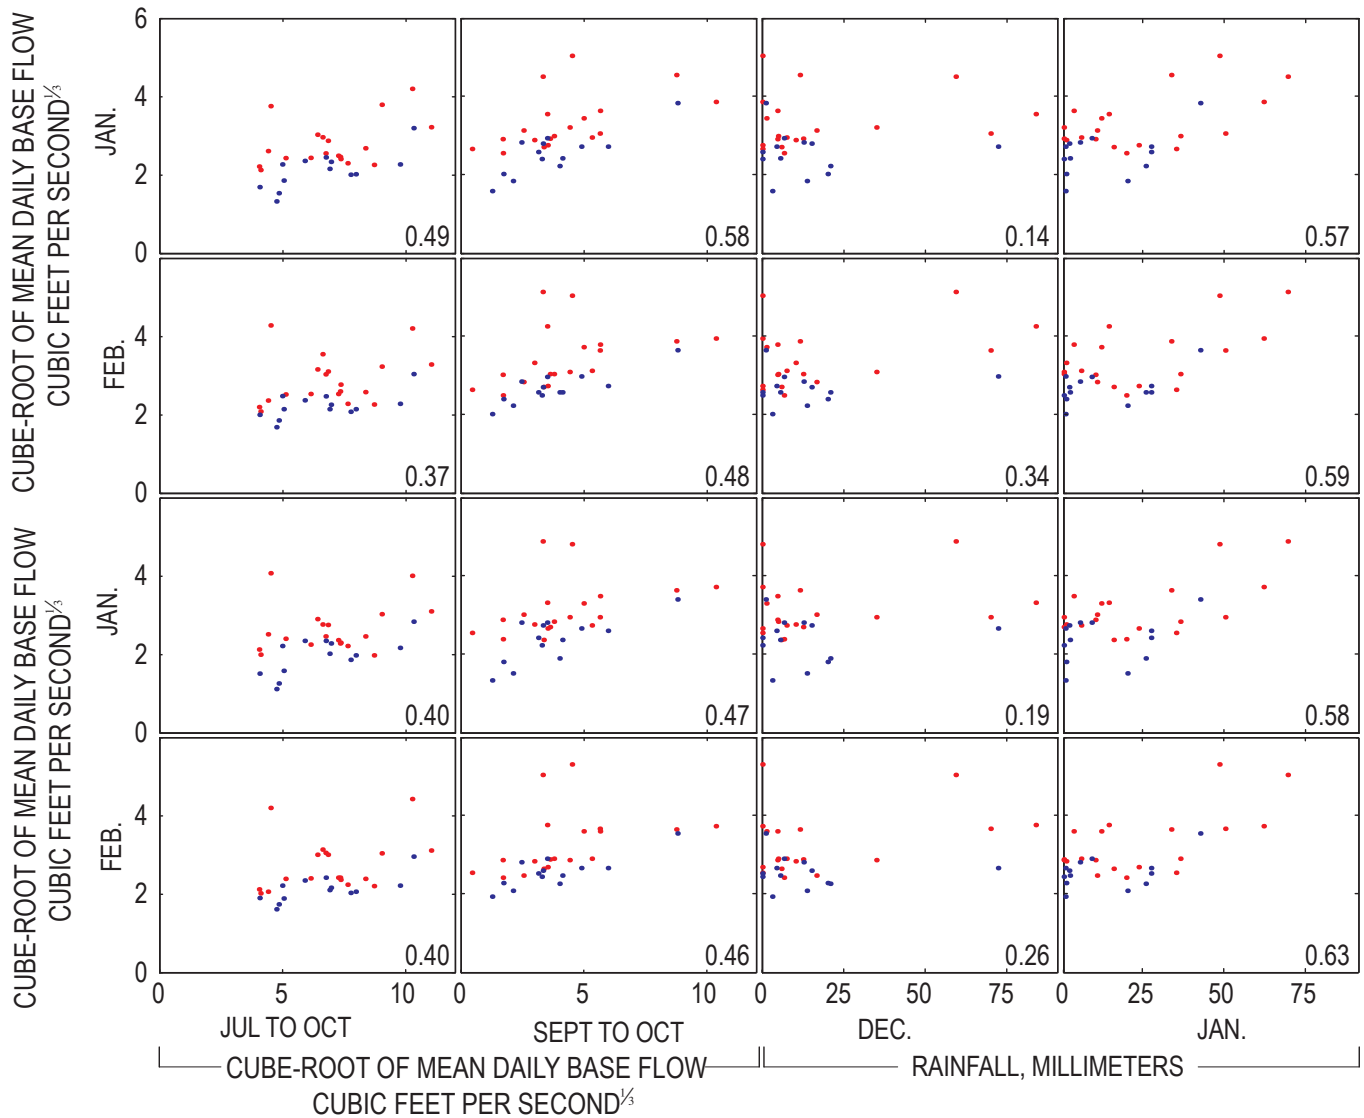 CUBE-ROOT OF MEAN DAILY BASE FLOW
CUBIC FEET PER SECOND⅓
JAN.
6
4
2
0
0.49
0.58
0.14
0.57
FEB.
4
2
0
0.37
0.48
0.34
0.59
CUBE-ROOT OF MEAN DAILY BASE FLOW
CUBIC FEET PER SECOND⅓
JAN.
4
2
0
0.40
0.47
0.19
0.58
FEB.
4
2
0
0.40
0.46
0.26
0.63
0 5 10 0 5 10 0 25 50 75 0 25 50 75
JUL TO OCT SEPT TO OCT DEC. JAN.
CUBE-ROOT OF MEAN DAILY BASE FLOW RAINFALL, MILLIMETERS
CUBIC FEET PER SECOND⅓